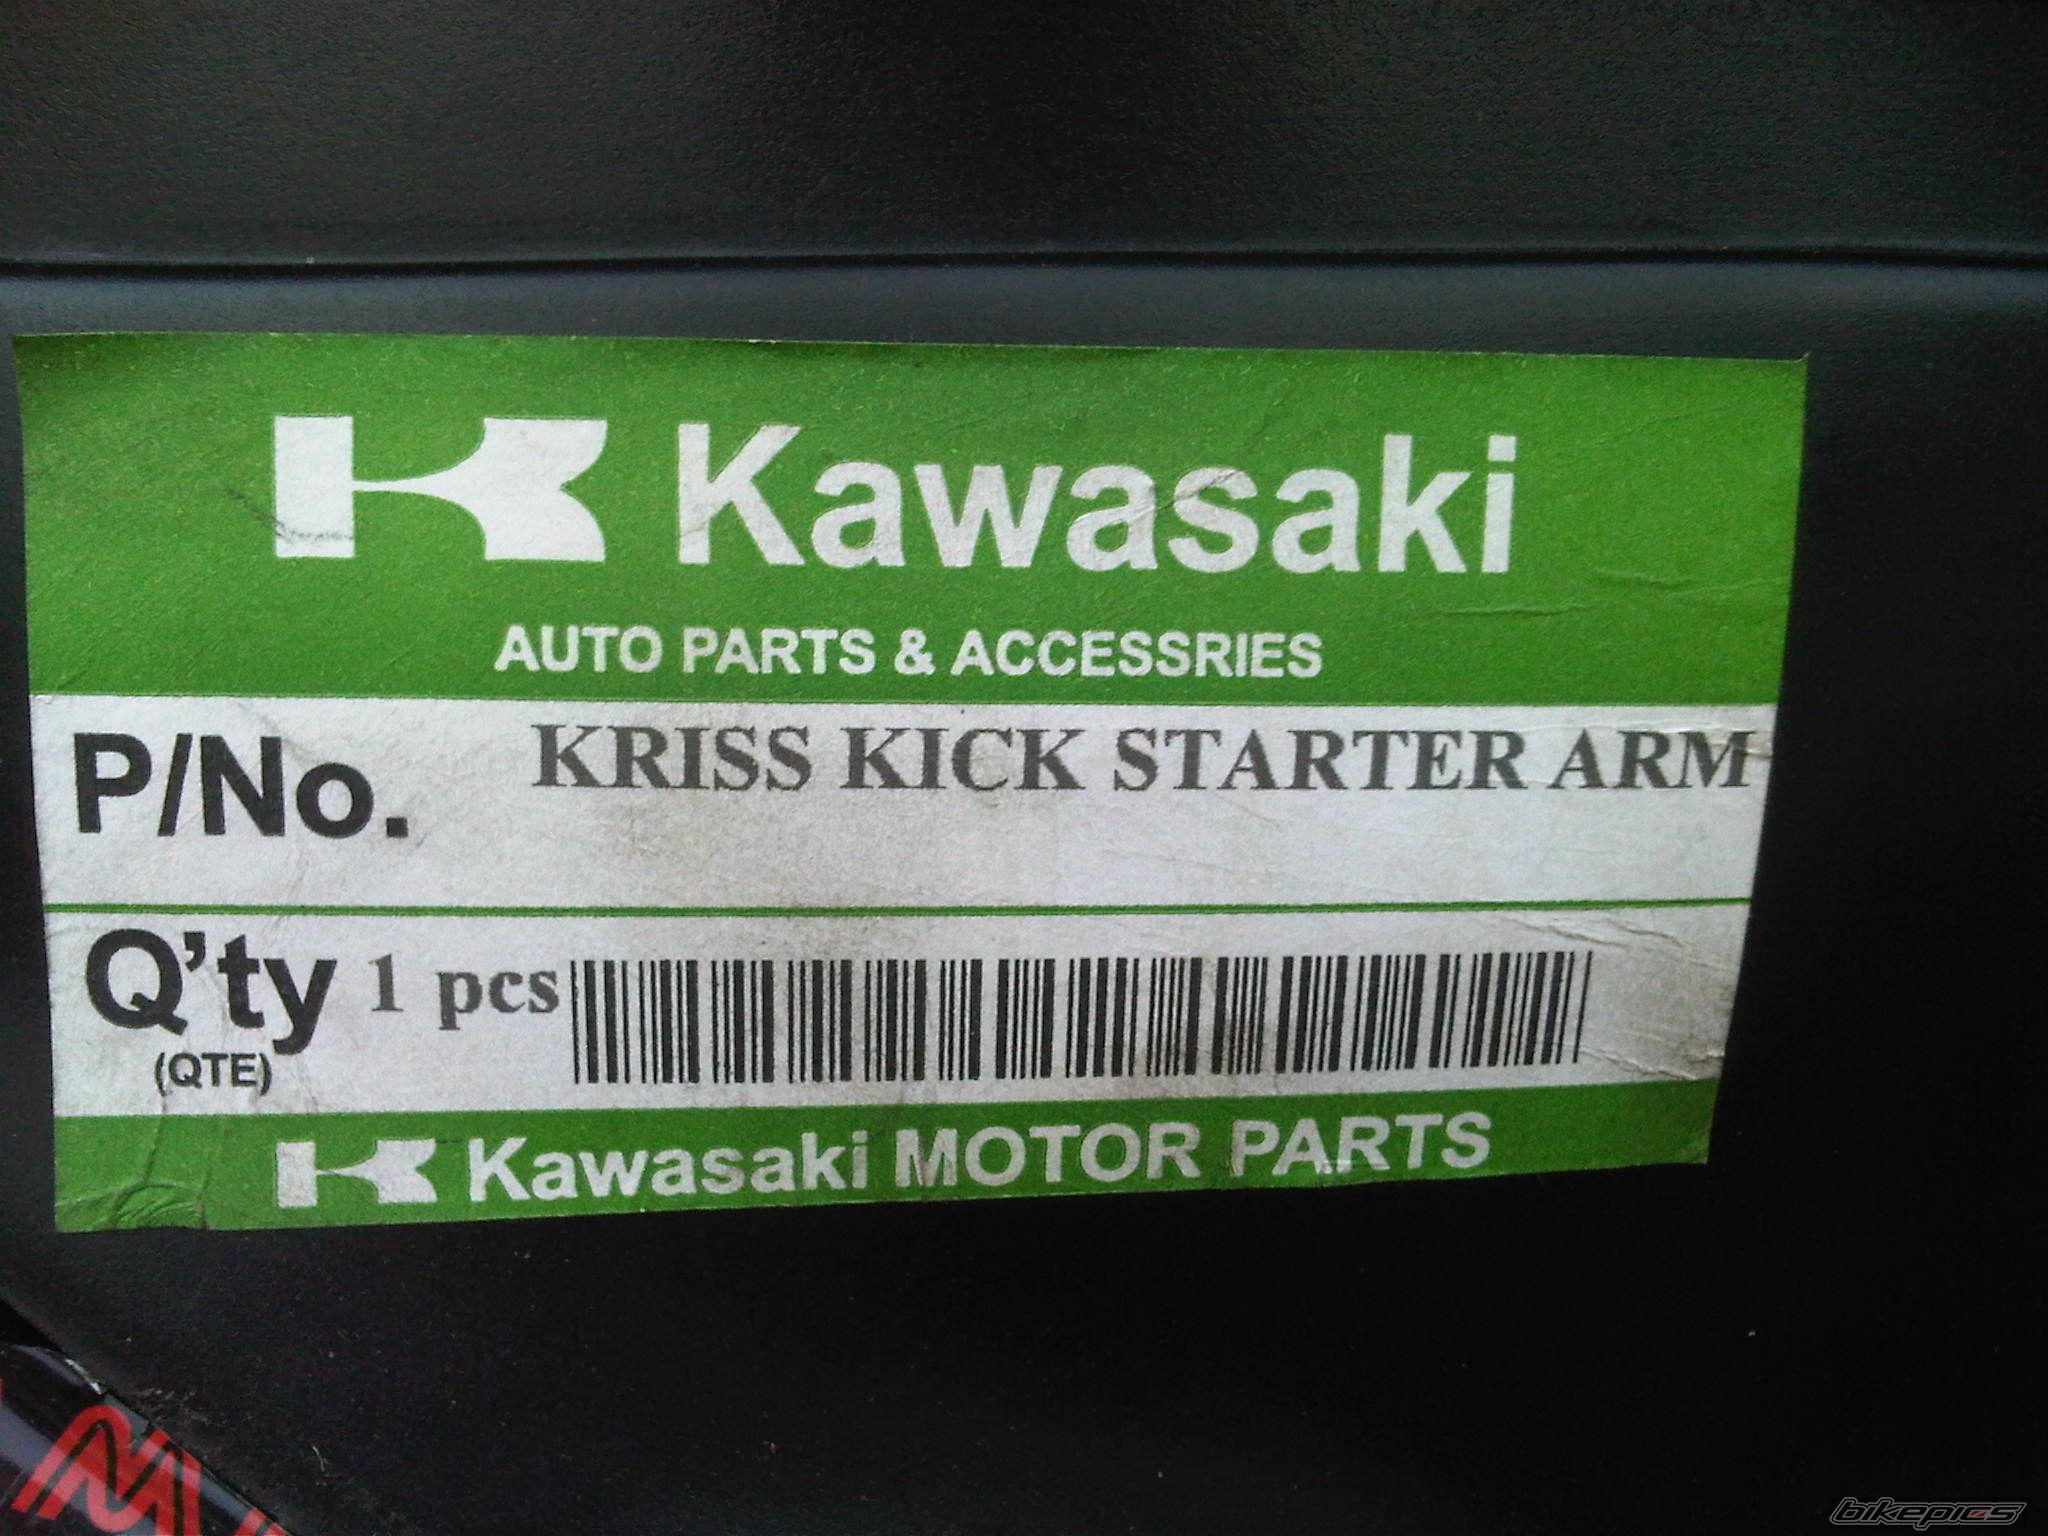 Kawasaki
AUTO PARTS & ACCESSRIES
P/No. KRISS KICK STARTER ARM
Q'ty 1 pcs
(QTE)
Kawasaki MOTOR PARTS
bikepics